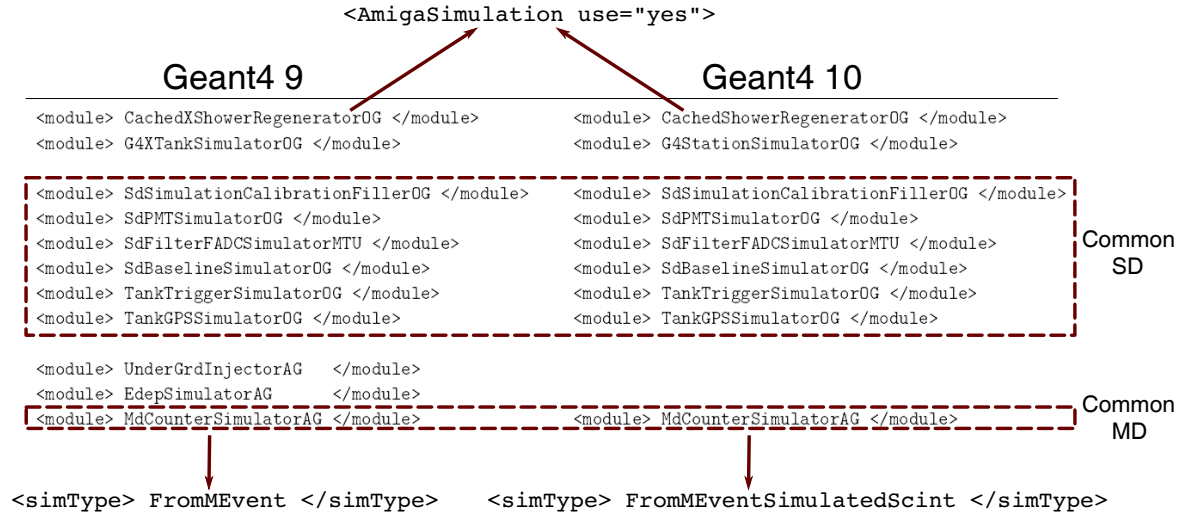 <AmigaSimulation use="yes">
Geant4 9 Geant4 10
<module> CachedXShowerRegeneratorOG </module> <module> CachedShowerRegeneratorOG </module>
<module> G4XTankSimulatorOG </module> <module> G4StationSimulatorOG </module>
<module> SdSimulationCalibrationFillerOG </module> <module> SdSimulationCalibrationFillerOG </module>
<module> SdPMTSimulatorOG </module> <module> SdPMTSimulatorOG </module>
<module> SdFilterFADCSimulatorMTU </module> <module> SdFilterFADCSimulatorMTU </module>
<module> SdBaselineSimulatorOG </module> <module> SdBaselineSimulatorOG </module>
<module> TankTriggerSimulatorOG </module> <module> TankTriggerSimulatorOG </module>
<module> TankGPSSimulatorOG </module> <module> TankGPSSimulatorOG </module>
Common
SD
<module> UnderGrdInjectorAG </module>
<module> EdepSimulatorAG </module>
<module> MdCounterSimulatorAG </module> <module> MdCounterSimulatorAG </module>
Common
MD
<simType> FromMEvent </simType> <simType> FromMEventSimulatedScint </simType>